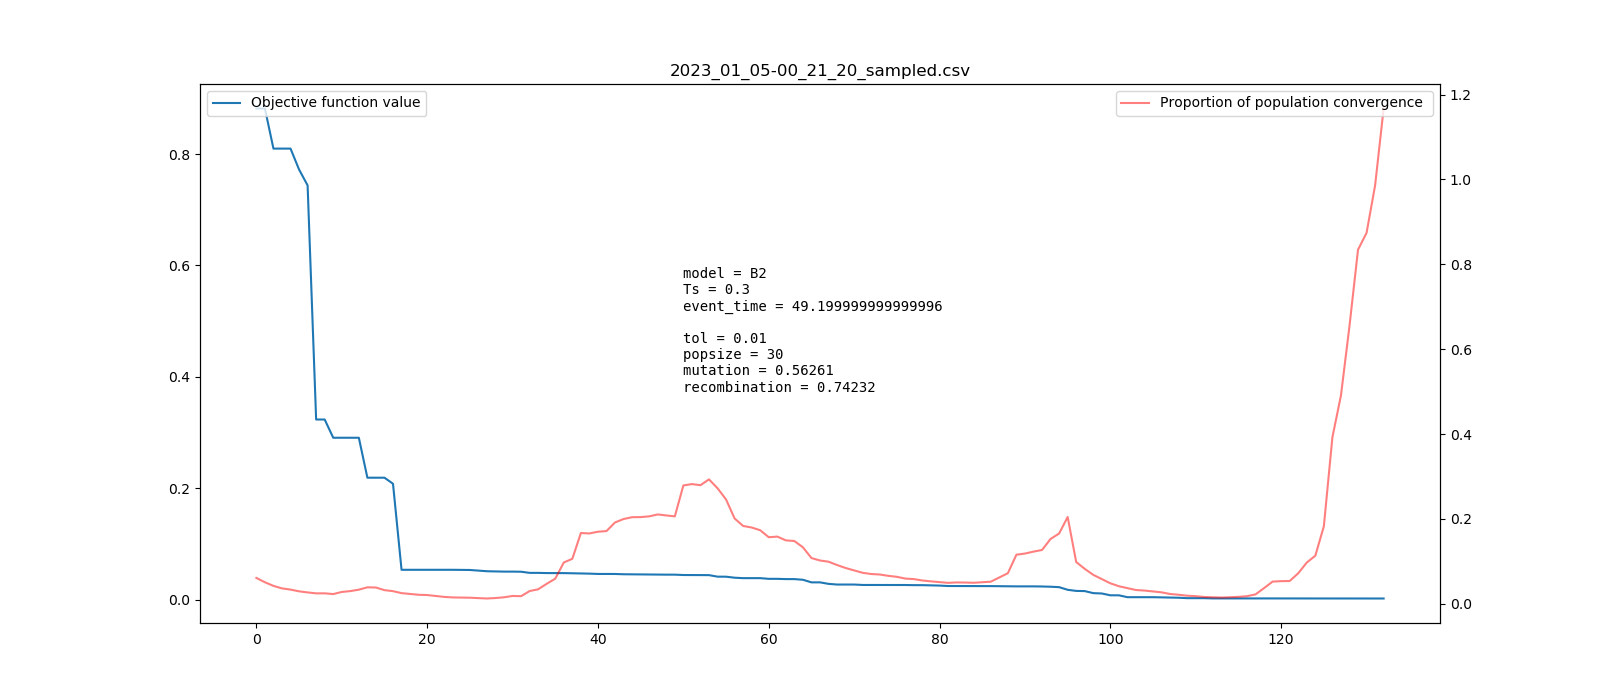 2023_01_05-00_21_20_sampled.csv
Objective function value
Proportion of population convergence
1.2
1.0
0.8
0.6
0.4
0.2
0.0
0.8
0.6
0.4
0.2
0.0
model = B2
Ts = 0.3
event_time = 49.199999999999996
tol = 0.01
popsize = 30
mutation = 0.56261
recombination = 0.74232
0 20 40 60 80 100 120